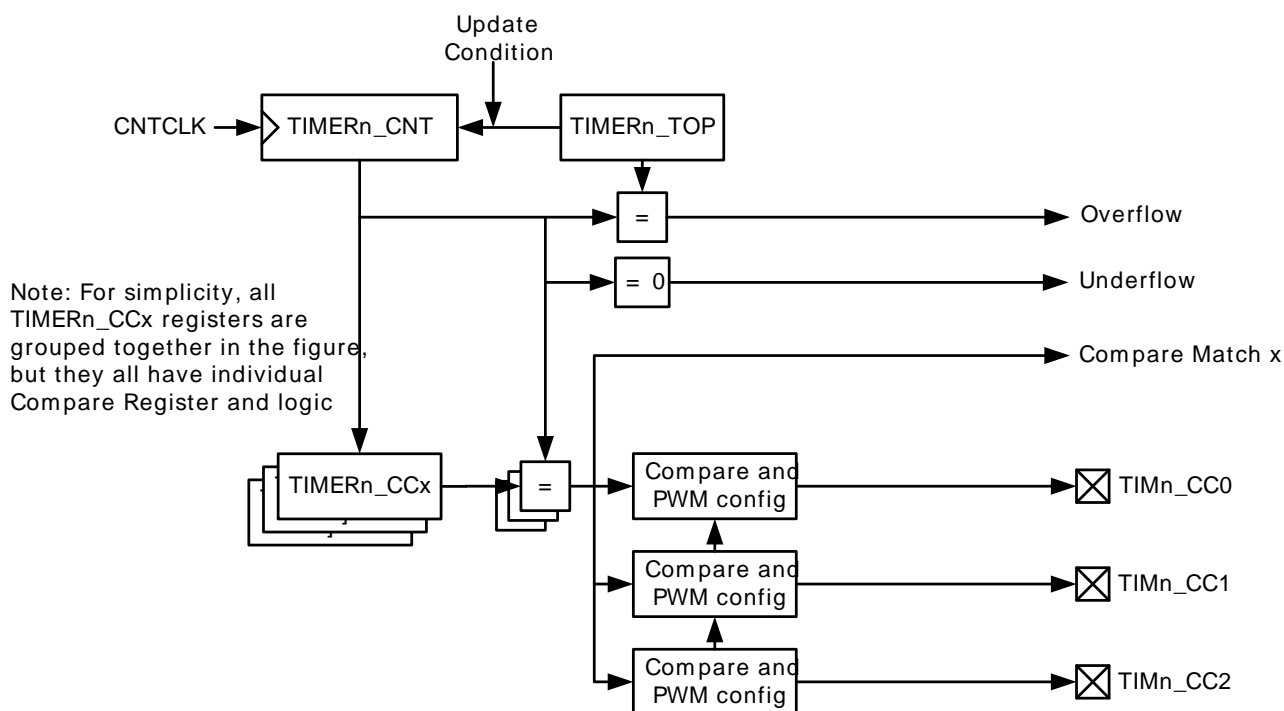 Update
Condition
CNTCLK
TIMERn_CNT
TIMERn_TOP
=
Overflow
= 0
Underflow
Note: For simplicity, all
TIMERn_CCx registers are
grouped together in the figure,
but they all have individual
Compare Register and logic
Compare Match x
TIMERn_CCx
=
Compare and
PWM config
TIMn_CC0
Compare and
PWM config
TIMn_CC1
Compare and
PWM config
TIMn_CC2